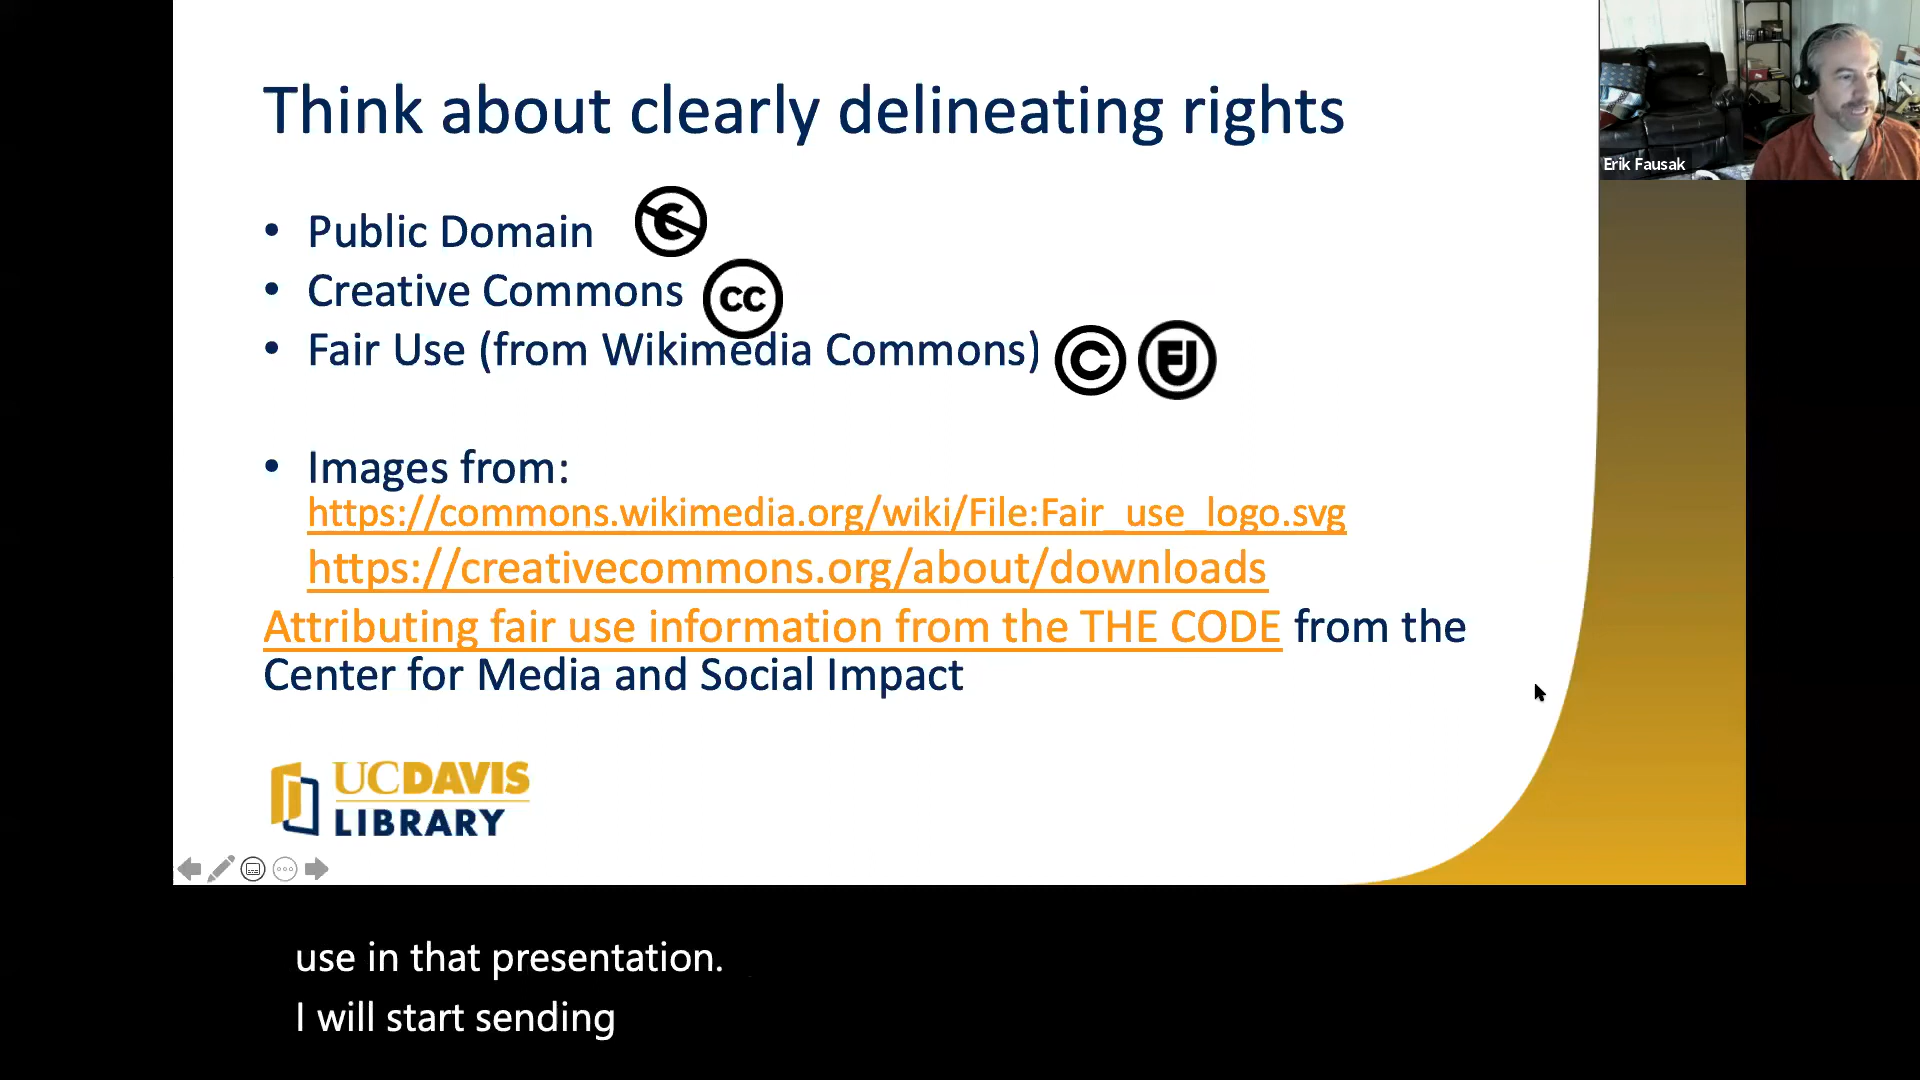 Think about clearly delineating rights
Erik Fausak
• Public Domain
• Creative Commons
cc
• Fair Use (from Wikimedia Commons)
• Images from:
https://commons.wikimedia.org/wiki/File:Fair_use_logo.svg
https://creativecommons.org/about/downloads
Attributing fair use information from the THE CODE from the
Center for Media and Social Impact
UCDAVIS
LIBRARY
use in that presentation.
I will start sending